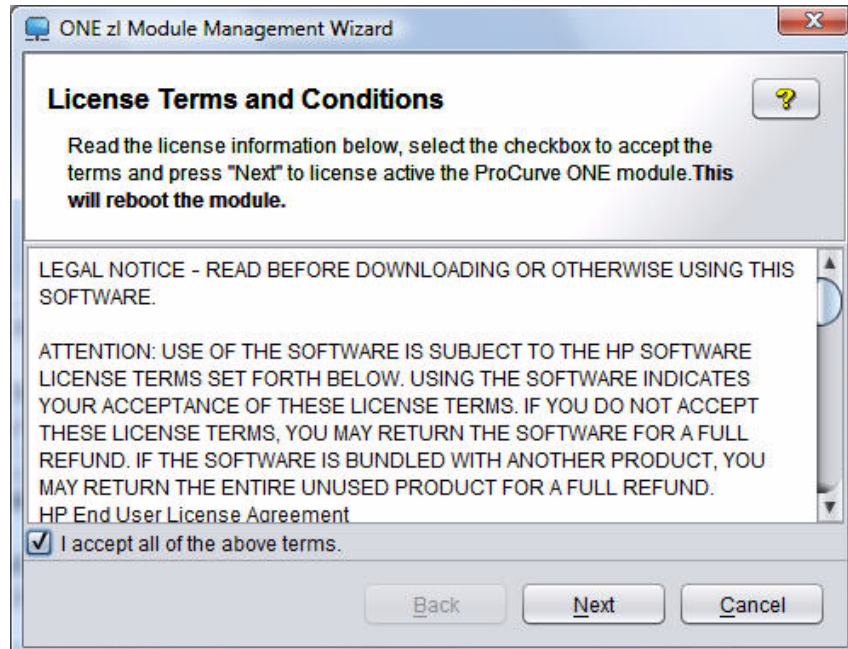 ONE zl Module Management Wizard
License Terms and Conditions
?
Read the license information below, select the checkbox to accept the
terms and press "Next" to license active the ProCurve ONE module.This
will reboot the module.
LEGAL NOTICE - READ BEFORE DOWNLOADING OR OTHERWISE USING THIS
SOFTWARE.
ATTENTION: USE OF THE SOFTWARE IS SUBJECT TO THE HP SOFTWARE
LICENSE TERMS SET FORTH BELOW. USING THE SOFTWARE INDICATES
YOUR ACCEPTANCE OF THESE LICENSE TERMS. IF YOU DO NOT ACCEPT
THESE LICENSE TERMS, YOU MAY RETURN THE SOFTWARE FOR A FULL
REFUND. IF THE SOFTWARE IS BUNDLED WITH ANOTHER PRODUCT, YOU
MAY RETURN THE ENTIRE UNUSED PRODUCT FOR A FULL REFUND.
HP End User License Agreement
I accept all of the above terms.
Back Next Cancel